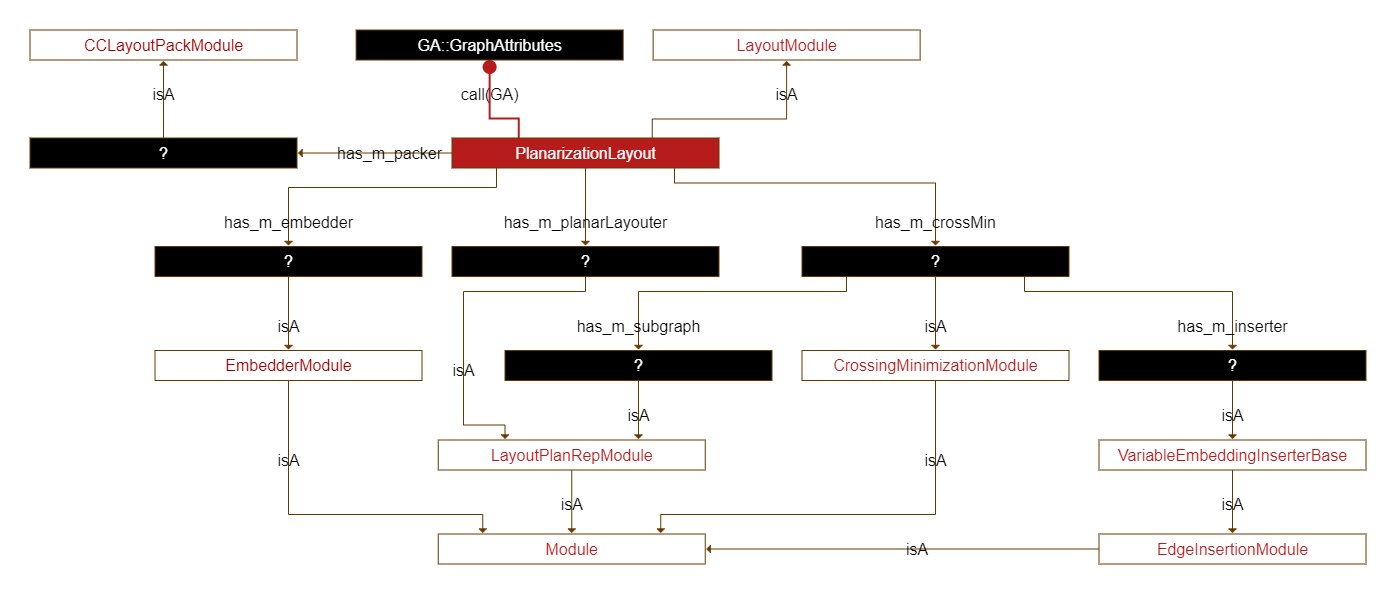 CCLayoutPackModule
GA::GraphAttributes
LayoutModule
isA
call(GA)
isA
?
has_m_packer
PlanarizationLayout
has_m_embedder
has_m_planarLayouter
has_m_crossMin
?
?
?
isA
has_m_subgraph
isA
has_m_inserter
EmbedderModule
isA
?
CrossingMinimizationModule
?
isA
isA
isA
LayoutPlanRepModule
isA
VariableEmbeddingInserterBase
isA
isA
Module
isA
EdgeInsertionModule